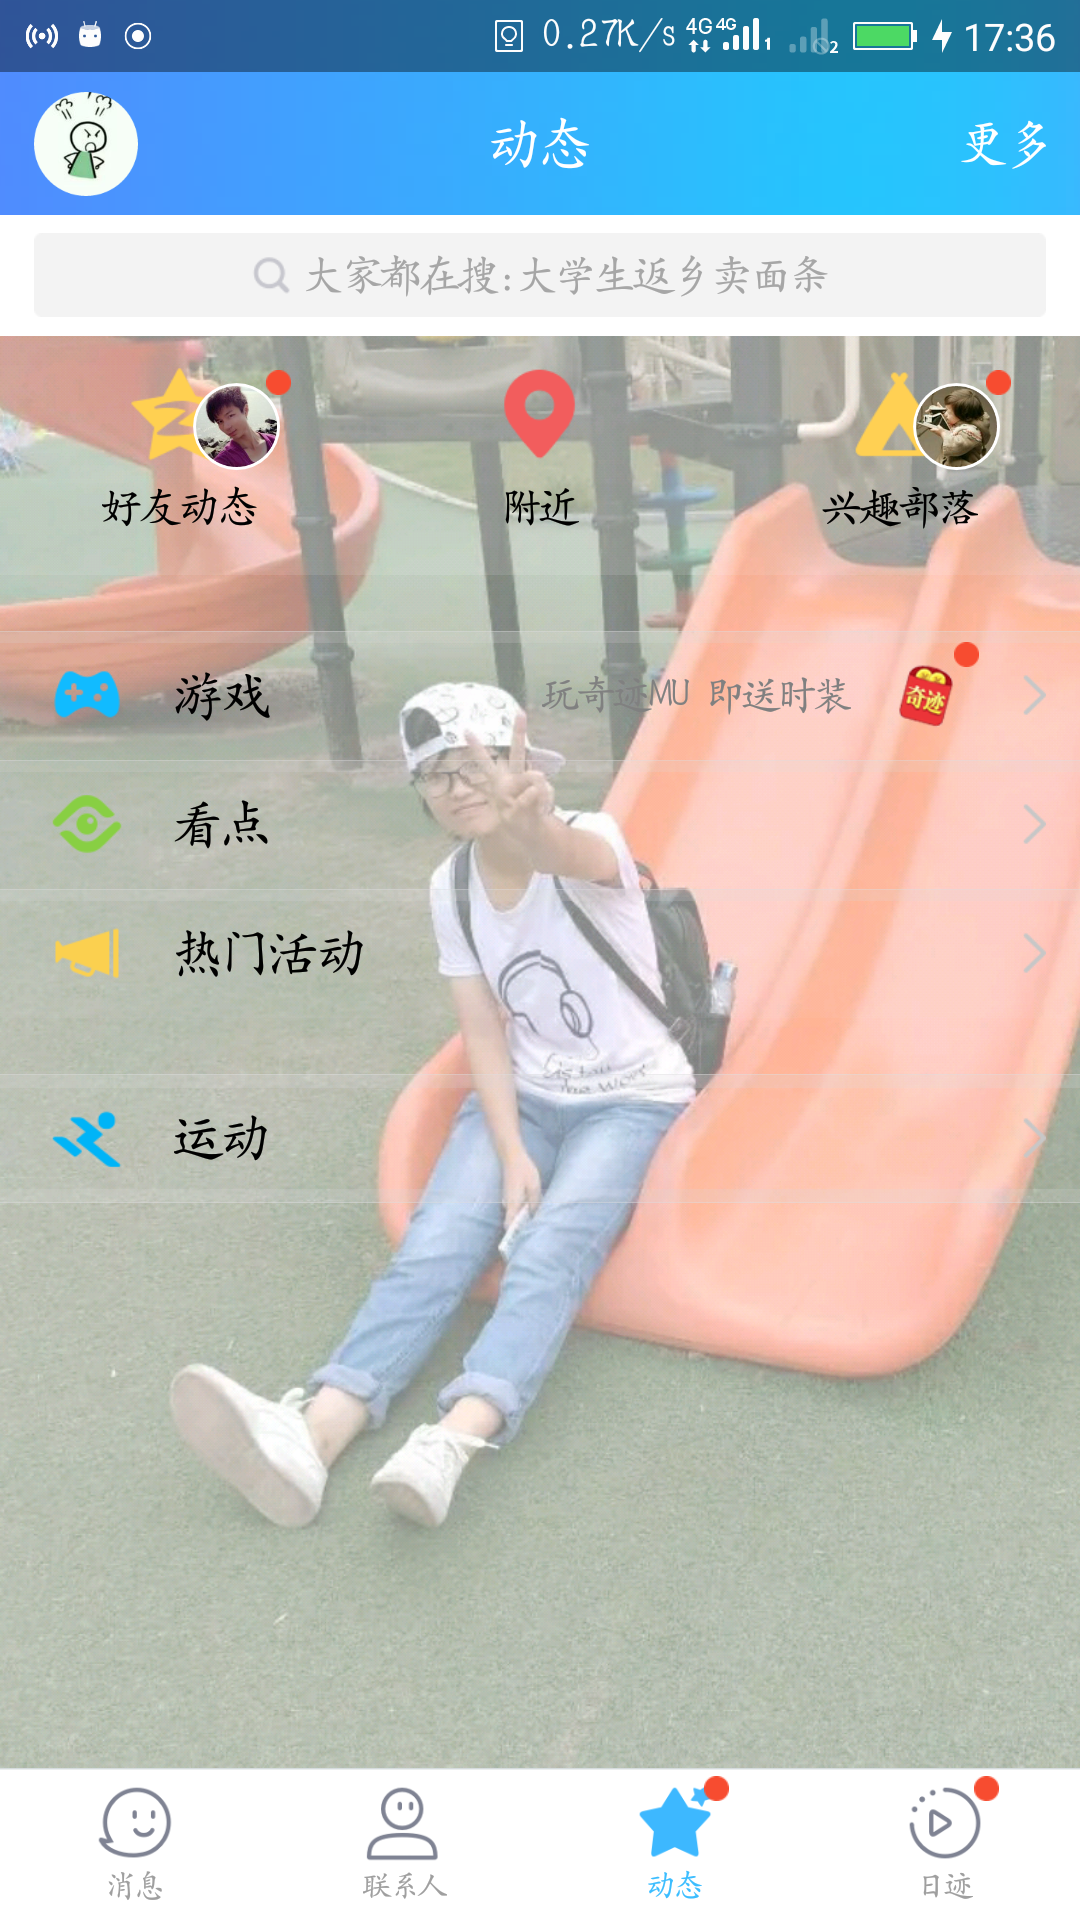 0.27K/s 4G 4G 1 2 17:36
动态 更多
大家都在搜:大学生返乡卖面条
好友动态 附近 兴趣部落
游戏 玩奇迹MU 即送时装 奇迹
看点
热门活动
运动
消息 联系人 动态 日迹